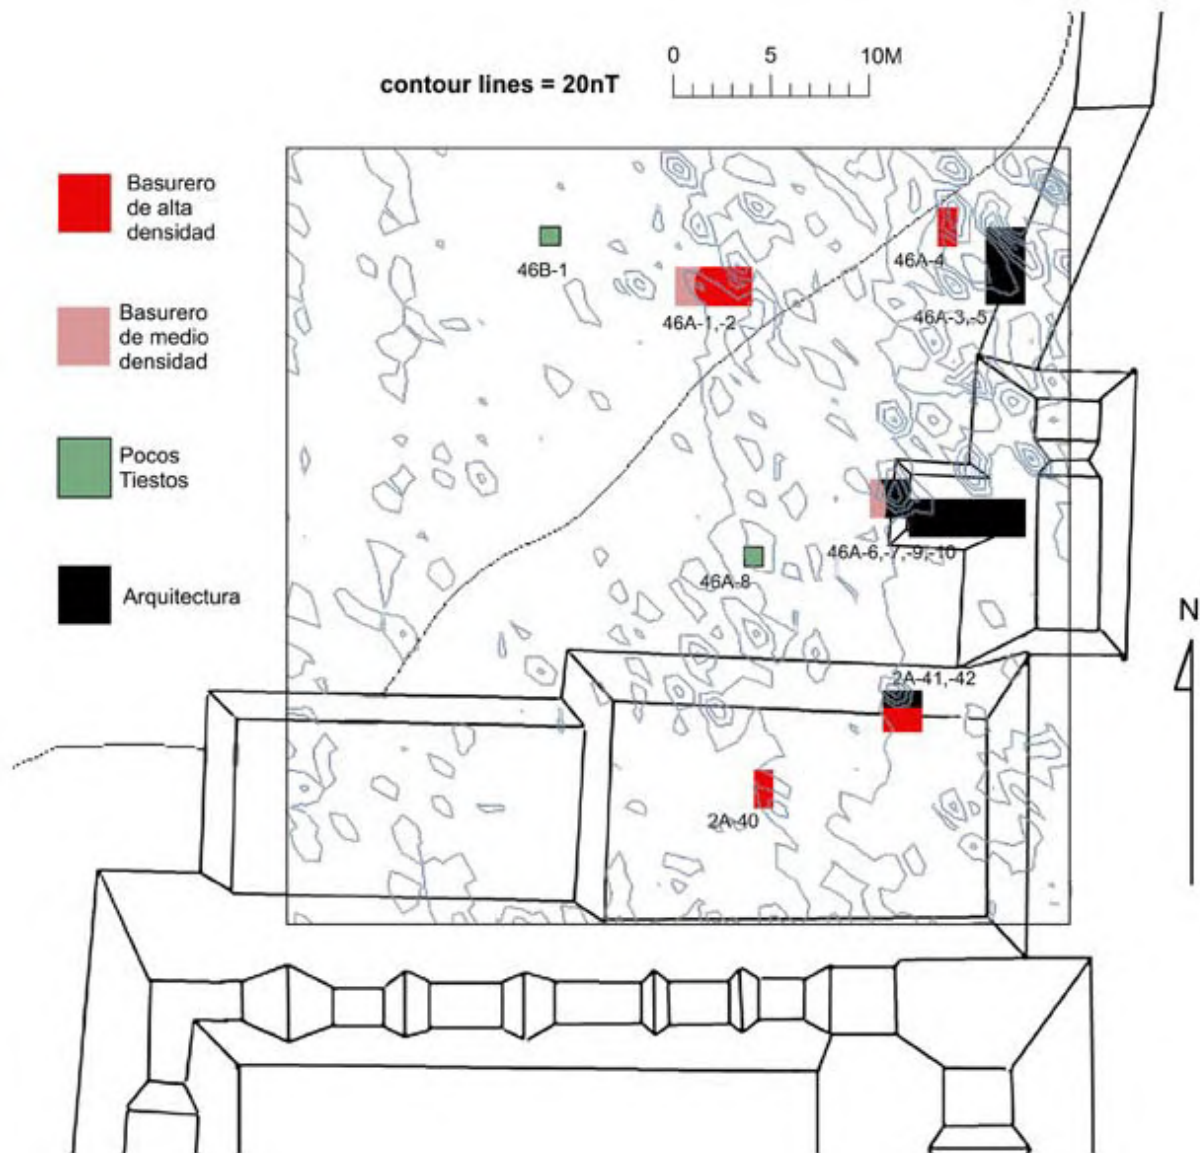 0 5 10M
contour lines = 20nT
Basurero
de alta
densidad
Basurero
de medio
densidad
Pocos
Tiestos
Arquitectura
46B-1
46A-4
46A-1,-2
46A-3,-5
46A-6,-7,-9,-10
46A-8
N
2A-41,-42
2A-40